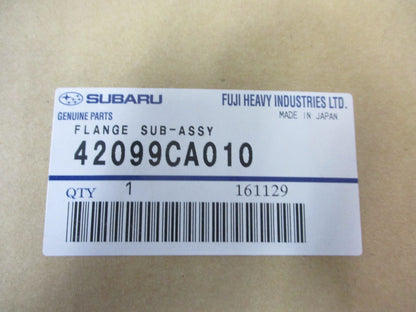 SUBARU FUJI HEAVY INDUSTRIES LTD.
GENUINE PARTS MADE IN JAPAN
FLANGE SUB-ASSY
42099CA010
QTY 1 161129